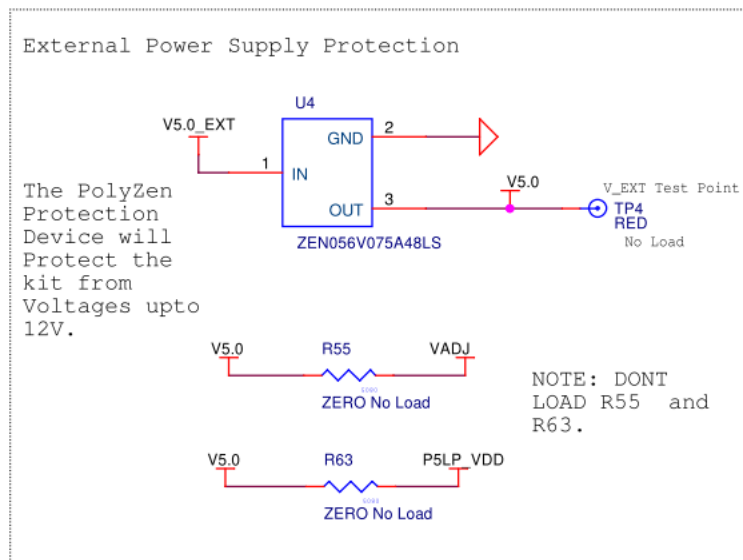 External Power Supply Protection
U4
V5.0_EXT
1
IN
GND
2
OUT
3
ZEN056V075A48LS
V5.0
V_EXT Test Point
TP4
RED
No Load
The PolyZen
Protection
Device will
Protect the
kit from
Voltages upto
12V.
V5.0
R55
VADJ
ZERO No Load
NOTE: DONT
LOAD R55 and
R63.
V5.0
R63
P5LP_VDD
ZERO No Load